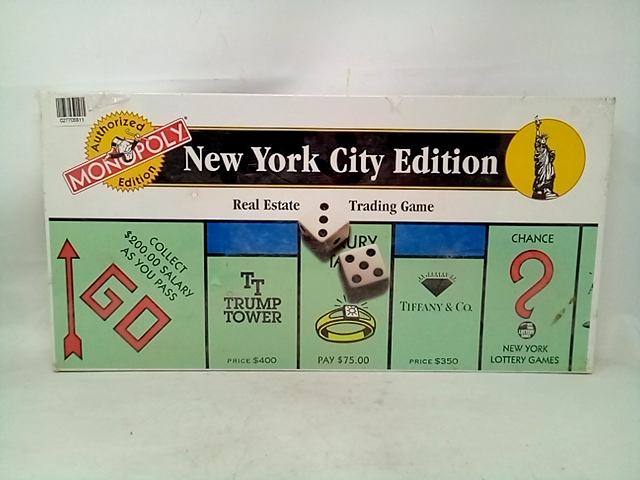 027708811
Authorized
MONOPOLY
Edition
New York City Edition
Real Estate Trading Game
COLLECT
$200.00 SALARY
AS YOU PASS
GO
TT
TRUMP
TOWER
PRICE $400
PAY $75.00
TIFFANY & CO.
PRICE $350
CHANCE
NEW YORK
LOTTERY GAMES